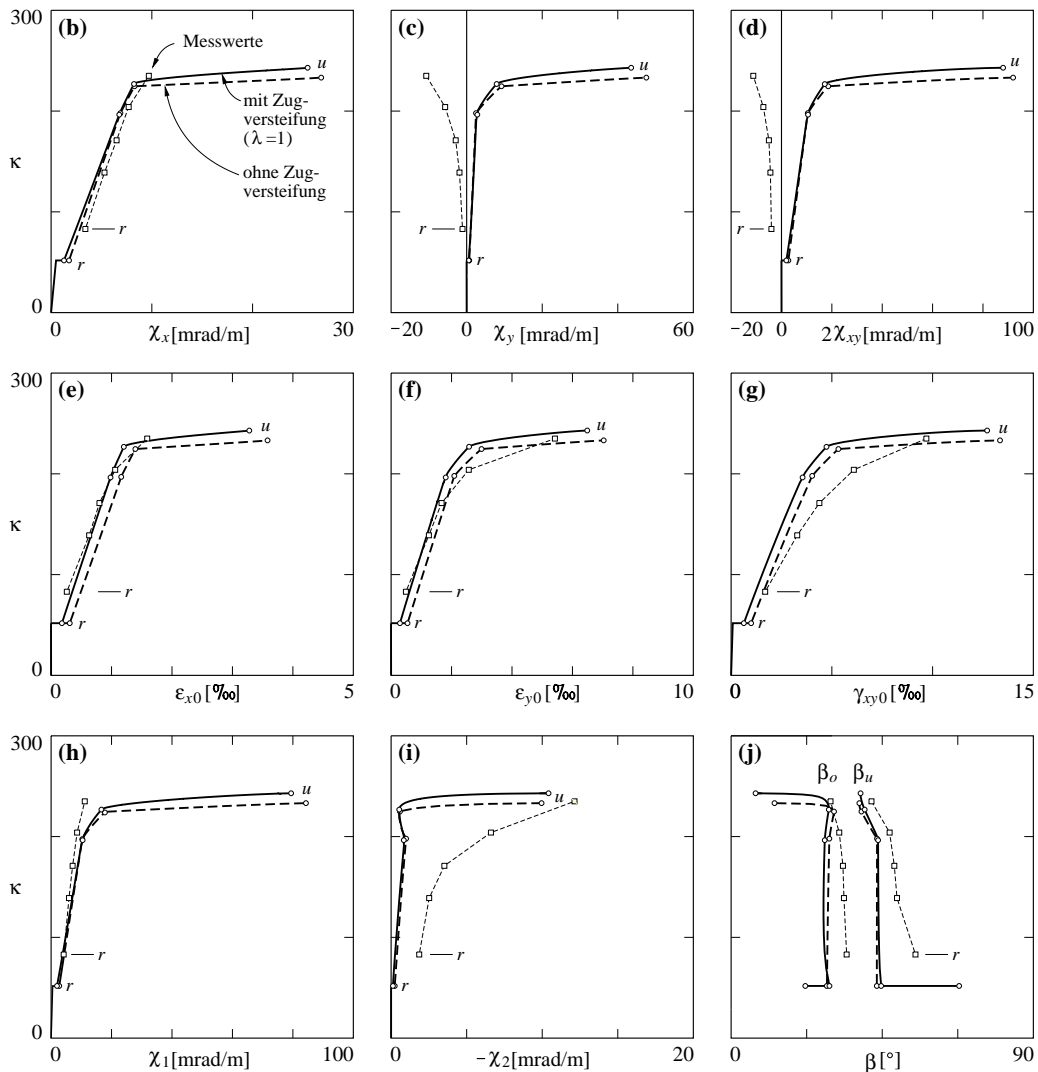 300
(b)
Messwerte
u
mit Zug-
versteifung
(λ=1)
ohne Zug-
versteifung
κ
r
r
0
0
χx[mrad/m]
30
(c)
u
r
r
-20
0
χy[mrad/m]
60
(d)
u
r
r
-20
0
2χxy[mrad/m]
100
300
(e)
u
κ
r
r
0
0
εx0[‰]
5
(f)
u
r
r
0
εy0[‰]
10
(g)
u
r
r
0
γxy0[‰]
15
300
(h)
u
κ
r
r
0
0
χ1[mrad/m]
100
(i)
u
r
r
0
-χ2[mrad/m]
20
(j)
βo
βu
r
0
β[°]
90